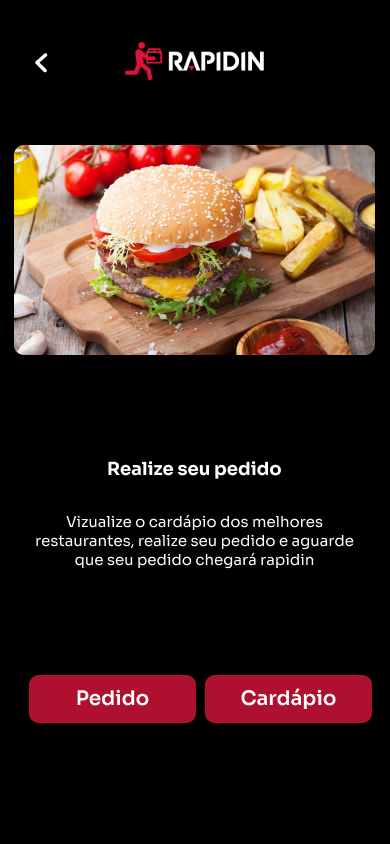 RAPIDIN
Realize seu pedido
Vizualize o cardápio dos melhores
restaurantes, realize seu pedido e aguarde
que seu pedido chegará rapidin
Pedido
Cardápio